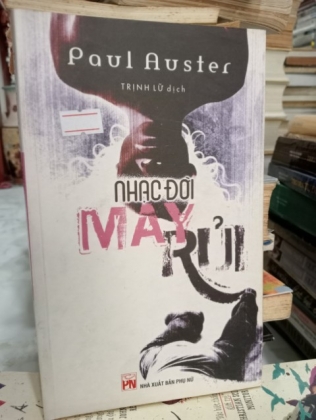 Paul Auster
TRỊNH LỮ dịch
NHẠC ĐỜI
MAY
RỦI
PN
NHÀ XUẤT BẢN PHỤ NỮ